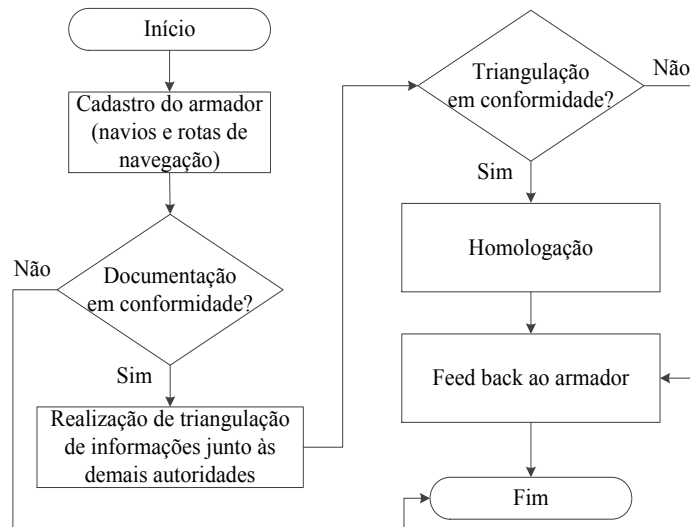 Início
Cadastro do armador
(navios e rotas de
navegação)
Não
Documentação
em conformidade?
Sim
Realização de triangulação
de informações junto às
demais autoridades
Triangulação
em conformidade?
Não
Sim
Homologação
Feed back ao armador
Fim